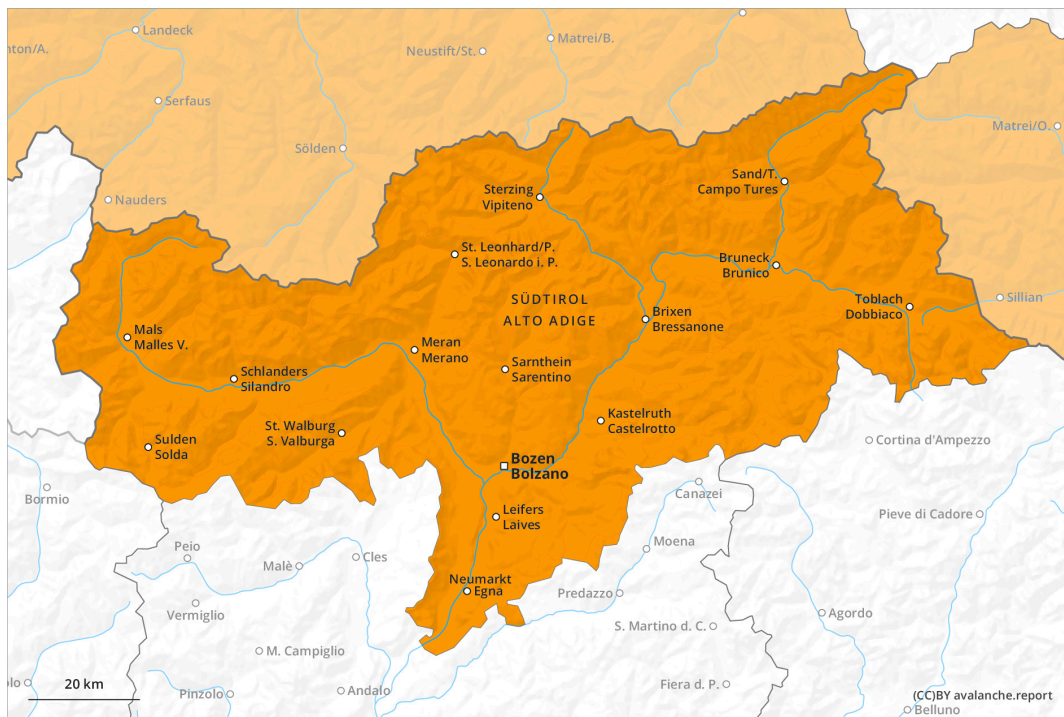 Landeck
nton/A.
Neustift/St.
Matrei/B.
Serfaus
Matrei/O.
Sölden
Nauders
Sand/T.
Campo Tures
Sterzing
Vipiteno
St. Leonhard/P.
S. Leonardo i. P.
Bruneck
Brunico
SÜDTIROL
ALTO ADIGE
Toblach
Dobbiaco
Sillian
Brixen
Bressanone
Mals
Malles V.
Meran
Merano
Schlanders
Silandro
Sarnthein
Sarentino
Kastelruth
Castelrotto
St. Walburg
S. Valburga
Sulden
Solda
Cortina d'Ampezzo
Bozen
Bolzano
Bormio
Canazei
Leifers
Laives
Pieve di Cadore
Peio
Malè
Cles
Moena
Neumarkt
Egna
Predazzo
Vermiglio
Agordo
S. Martino d. C.
M. Campiglio
olo
20 km
Pinzolo
Andalo
Fiera d. P.
(CC)BY avalanche.report
Belluno